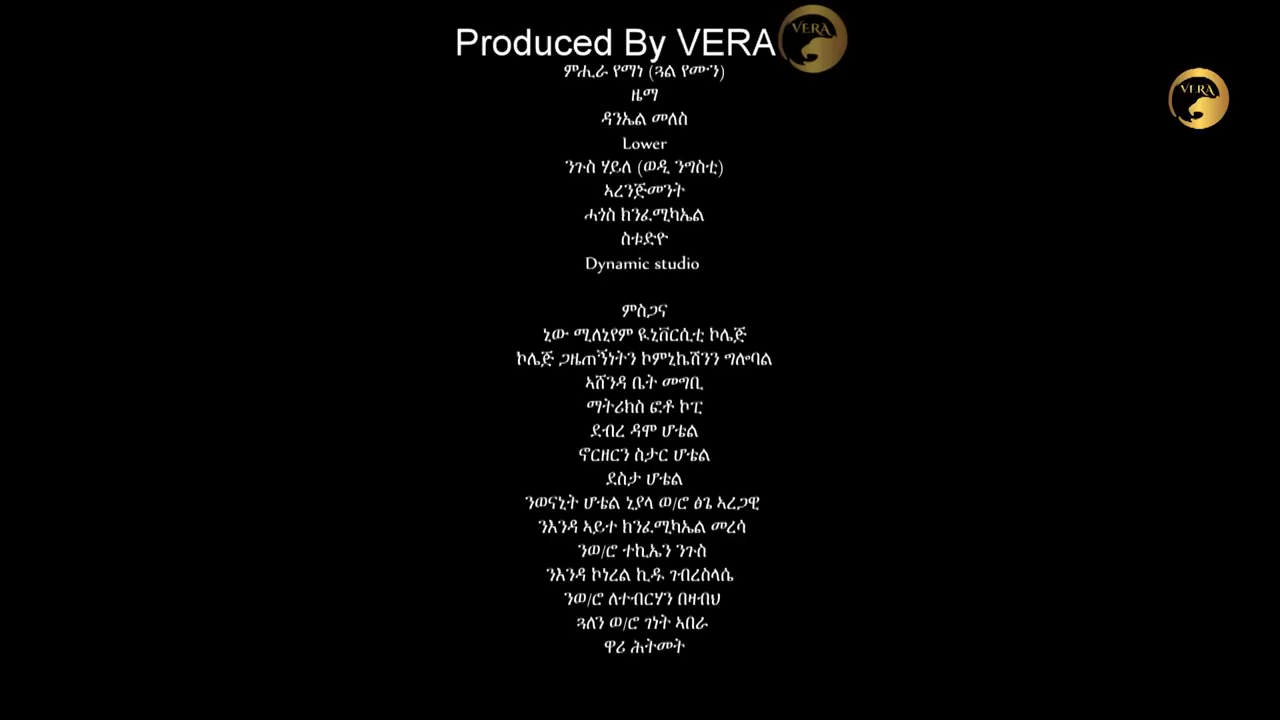 Produced By VERA
VERA
ምሒራ የማነ (ጓል የሙን)
VERA
ዜማ
ዳንኤል መለስ
Lower
ንጉስ ሃይለ (ወዲ ንግስቲ)
ኣረንጅመንት
ሓጎስ ክንፈሚካኤል
ስቱድዮ
Dynamic studio
ምስጋና
ኒው ሚለኒየም ዪኒቨርሲቲ ኮሌጅ
ኮሌጅ ጋዜጠኝነትን ኮምኒኬሽንን ግሎባል
ኣሸንዳ ቤት መግቢ
ማትሪክስ ፎቶ ኮፒ
ደብረ ዳሞ ሆቴል
ኖርዘርን ስታር ሆቴል
ደስታ ሆቴል
ንወናኒት ሆቴል ኒያላ ወ/ሮ ፅጌ ኣረጋዊ
ንእንዳ ኣይተ ክንፈሚካኤል መረሳ
ንወ/ሮ ተኪኤን ንጉስ
ንእንዳ ኮነረል ኪዱ ገብረስላሴ
ንወ/ሮ ለተብርሃን በዛብህ
ጓለን ወ/ሮ ገነት ኣበራ
ዋሪ ሕትመት